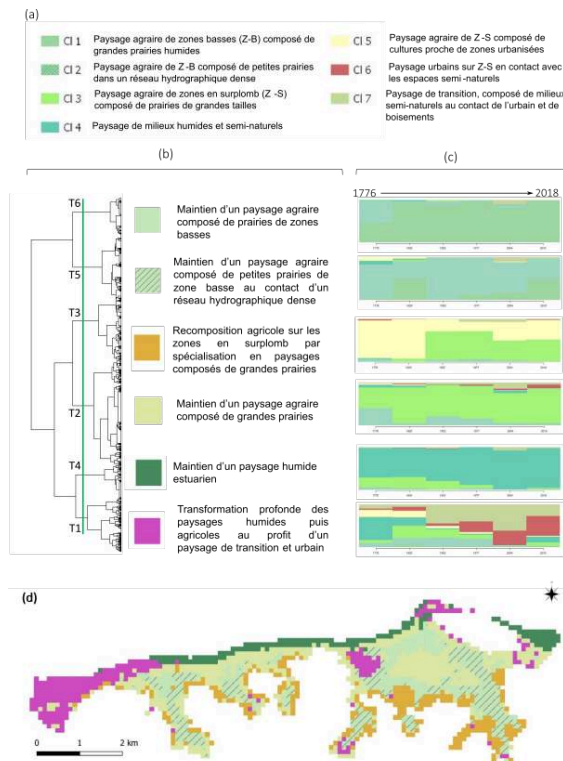 (a)
Cl 1 Paysage agraire de zones basses (Z-B) composé de
grandes prairies humides
Cl 2 Paysage agraire de Z -B composé de petites prairies
dans un réseau hydrographique dense
Cl 3 Paysage agraire de zones en surplomb (Z -S)
composé de prairies de grandes tailles
Cl 4 Paysage de milieux humides et semi-naturels
Cl 5 Paysage agraire de Z -S composé de
cultures proche de zones urbanisées
Cl 6 Paysage urbains sur Z-S en contact avec
les espaces semi -naturels
Cl 7 Paysage de transition, composé de milieux
semi-naturels au contact de l'urbain et de
boisements
(b)
(c)
1776 2018
T6
T5
T3
T2
T4
T1
Maintien d'un paysage agraire
composé de prairies de zones
basses
Maintien d'un paysage agraire
composé de petites prairies de
zone basse au contact d'un
réseau hydrographique dense
Recomposition agricole sur les
zones en surplomb par
spécialisation en paysages
composés de grandes prairies
Maintien d'un paysage agraire
composé de grandes prairies
Maintien d'un paysage humide
estuarien
Transformation profonde des
paysages humides puis
agricoles au profit d'un
paysage de transition et urbain
(d)
0 1 2 km